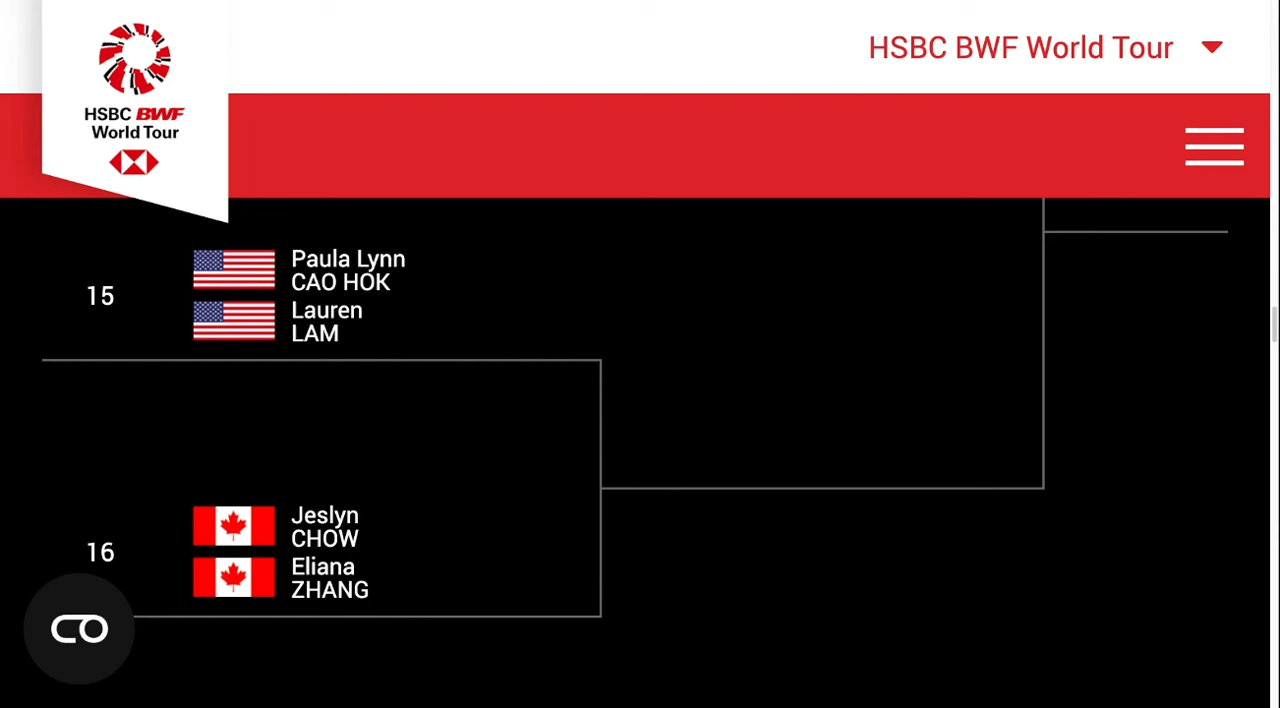 HSBC BWF World Tour
HSBC BWF
World Tour
15
Paula Lynn
CAO HOK
Lauren
LAM
16
Jeslyn
CHOW
Eliana
ZHANG